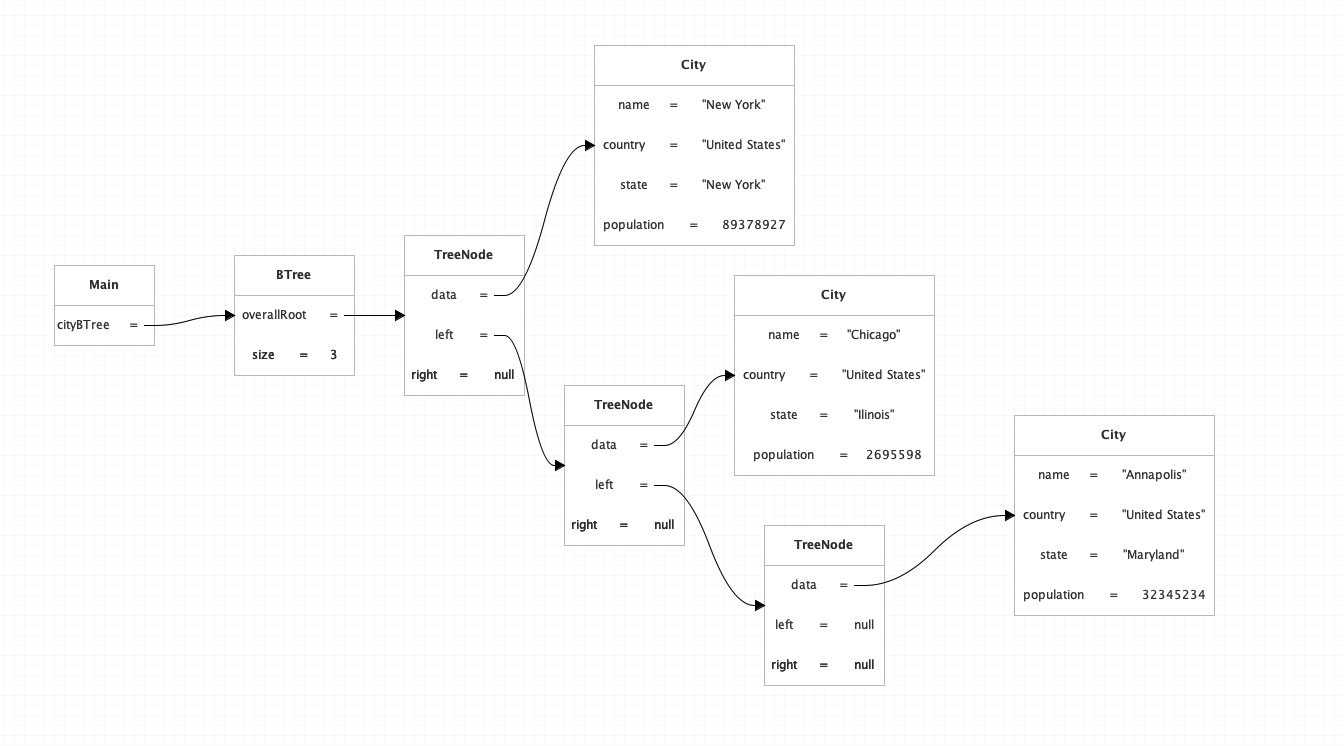 City
name = "New York"
country = "United States"
state = "New York"
population = 89378927
Main
cityBTree =
BTree
overallRoot =
size = 3
TreeNode
data =
left =
right = null
TreeNode
data =
left =
right = null
City
name = "Chicago"
country = "United States"
state = "Ilinois"
population = 2695598
TreeNode
data =
left = null
right = null
City
name = "Annapolis"
country = "United States"
state = "Maryland"
population = 32345234